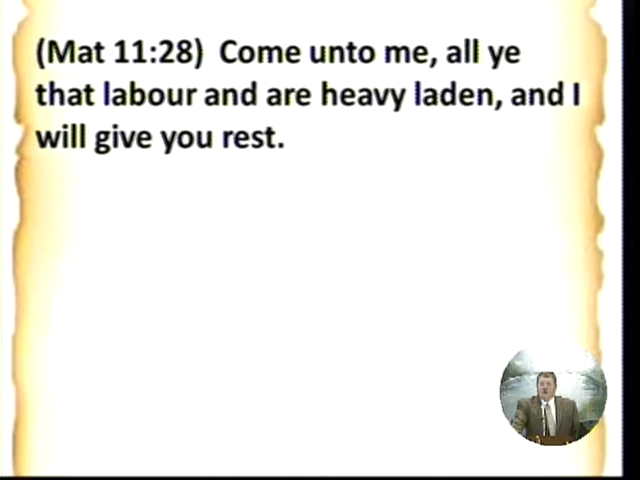 (Mat 11:28)  Come unto me, all ye
that labour and are heavy laden, and I
will give you rest.